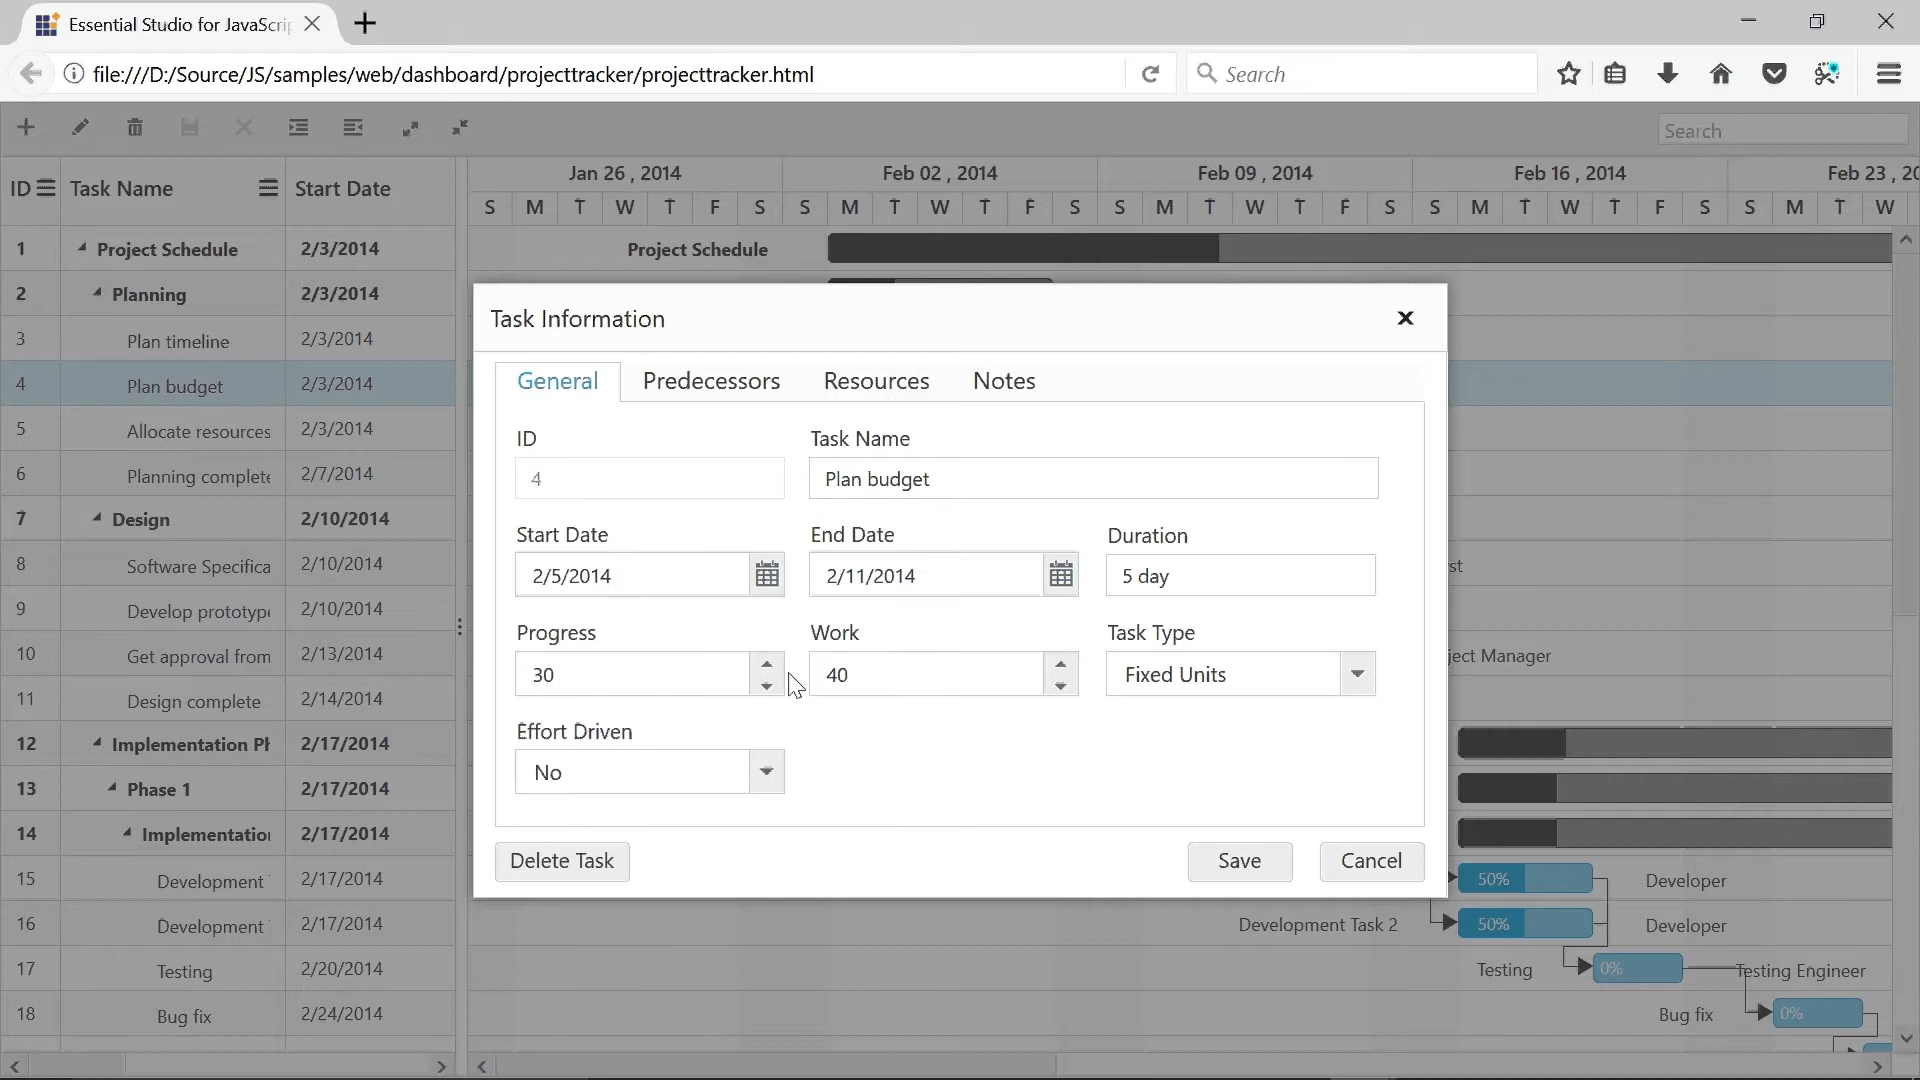 Essential Studio for JavaScri
file:///D:/Source/JS/samples/web/dashboard/projecttracker/projecttracker.html
Search
Search
ID Task Name Start Date
Jan 26 , 2014 Feb 02 , 2014 Feb 09 , 2014 Feb 16 , 2014 Feb 23 , 20
S M T W T F S S M T W T F S S M T W T F S S M T W T F S S M T W
1 Project Schedule 2/3/2014 Project Schedule
2 Planning 2/3/2014
3 Plan timeline 2/3/2014
4 Plan budget 2/3/2014
5 Allocate resources 2/3/2014
6 Planning complete 2/7/2014
7 Design 2/10/2014
8 Software Specifica 2/10/2014
9 Develop prototype 2/10/2014
10 Get approval from 2/13/2014 ject Manager
11 Design complete 2/14/2014
12 Implementation Ph 2/17/2014
13 Phase 1 2/17/2014
14 Implementation 2/17/2014
15 Development 2/17/2014 50% Developer
16 Development 2/17/2014 Development Task 2 50% Developer
17 Testing 2/20/2014 Testing 0% Testing Engineer
18 Bug fix 2/24/2014 Bug fix 0%
Task Information
General Predecessors Resources Notes
ID Task Name
4 Plan budget
Start Date End Date Duration
2/5/2014 2/11/2014 5 day
Progress Work Task Type
30 40 Fixed Units
Effort Driven
No
Delete Task Save Cancel